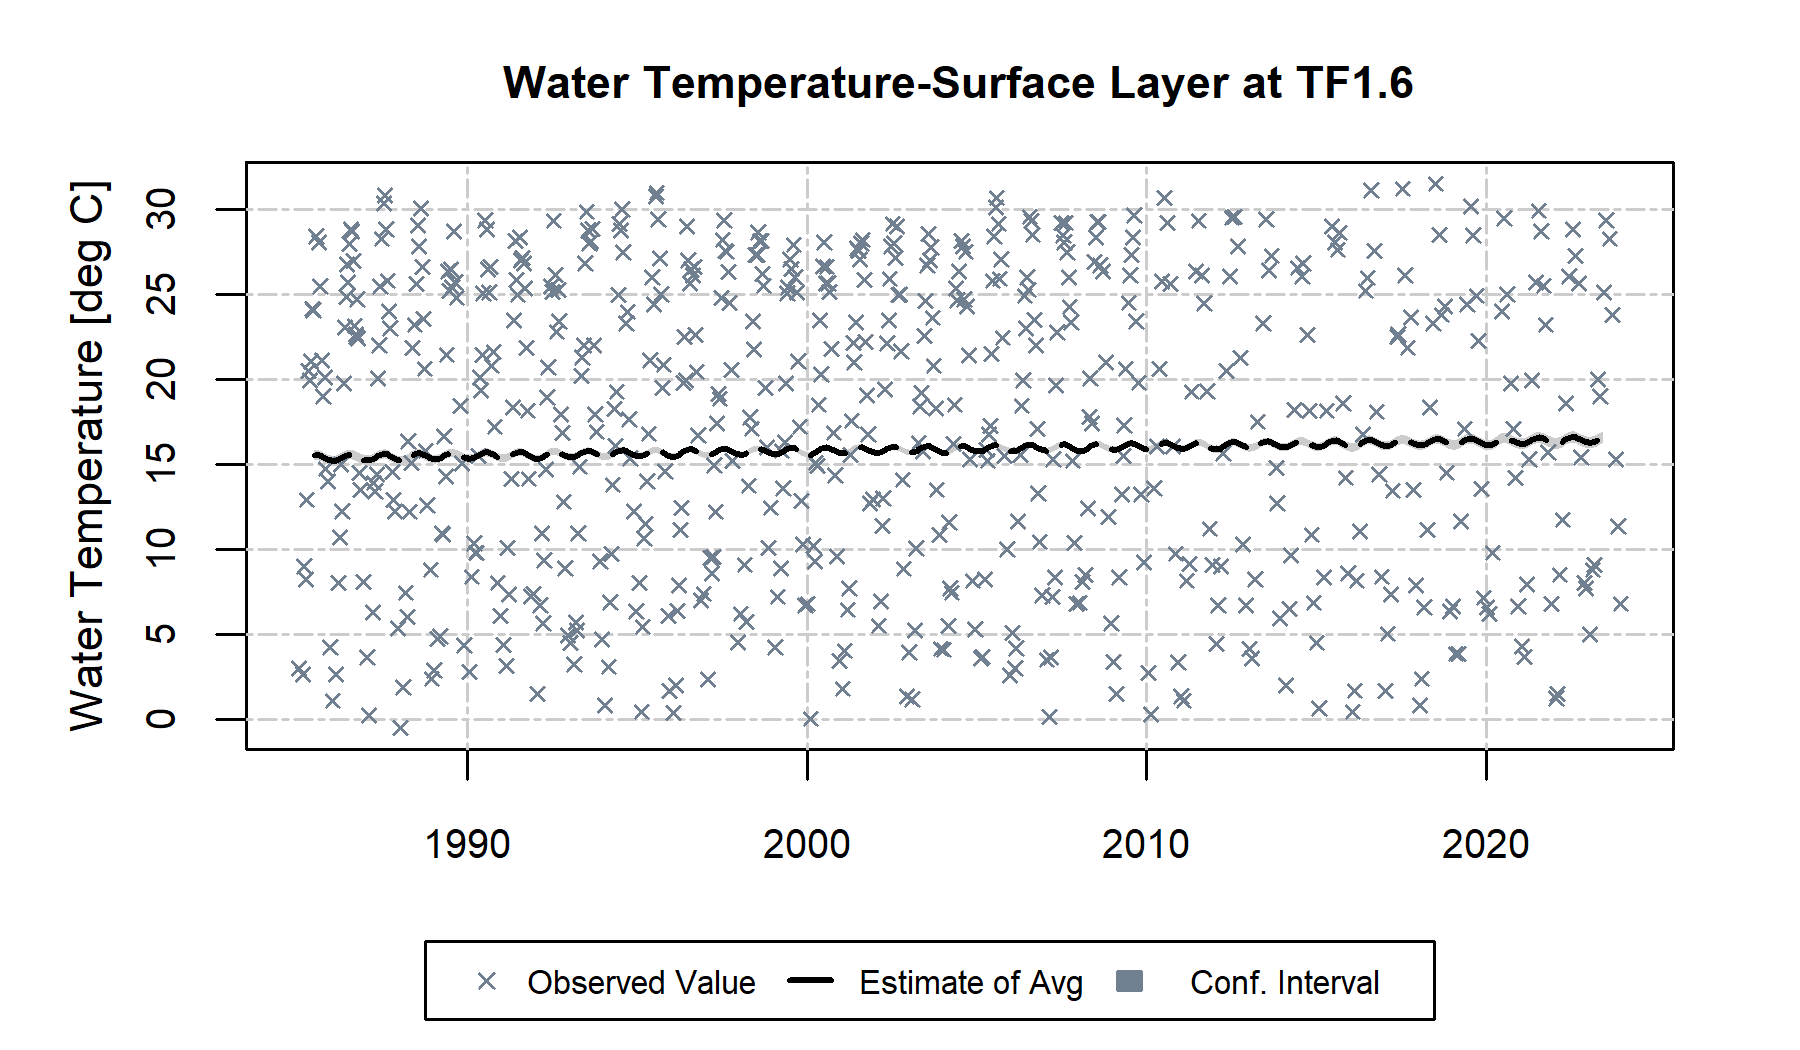 Water Temperature-Surface Layer at TF1.6
Water Temperature [deg C]
30
25
20
15
10
5
0
1990 2000 2010 2020
Observed Value Estimate of Avg Conf. Interval